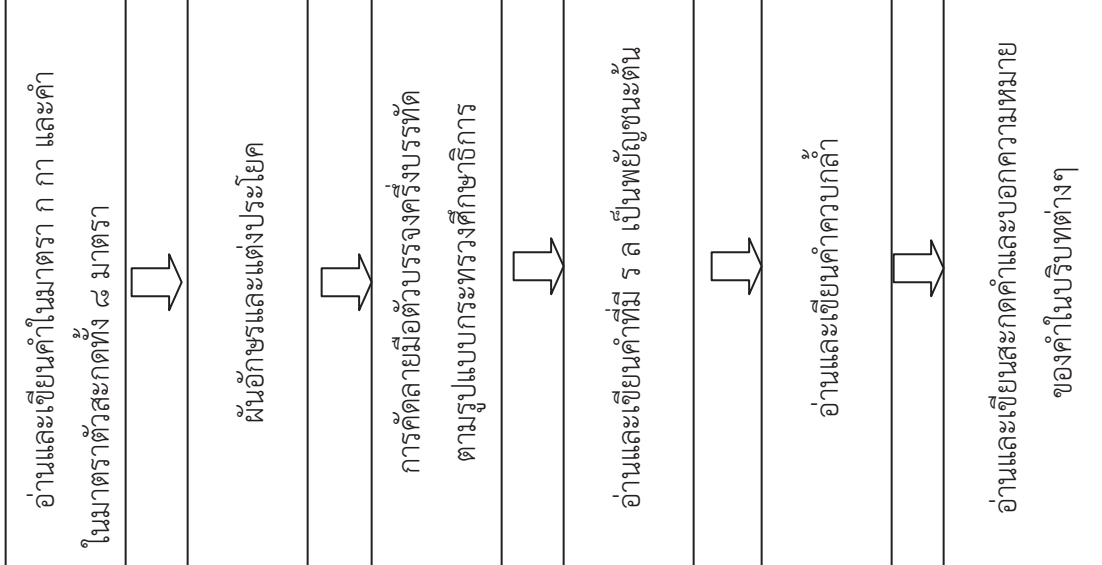 อ่านและเขียนคำในมาตรา ก กา และคำ
ในมาตราตัวสะกดทั้ง ๘ มาตรา
ผันอักษรและแต่งประโยค
การคัดลายมือตัวบรรจงครึ่งบรรทัด
ตามรูปแบบกระทรวงศึกษาธิการ
อ่านและเขียนคำที่มี ร ล เป็นพยัญชนะต้น
อ่านและเขียนคำควบกล้ำ
อ่านและเขียนสะกดคำและบอกความหมาย
ของคำในบริบทต่างๆ